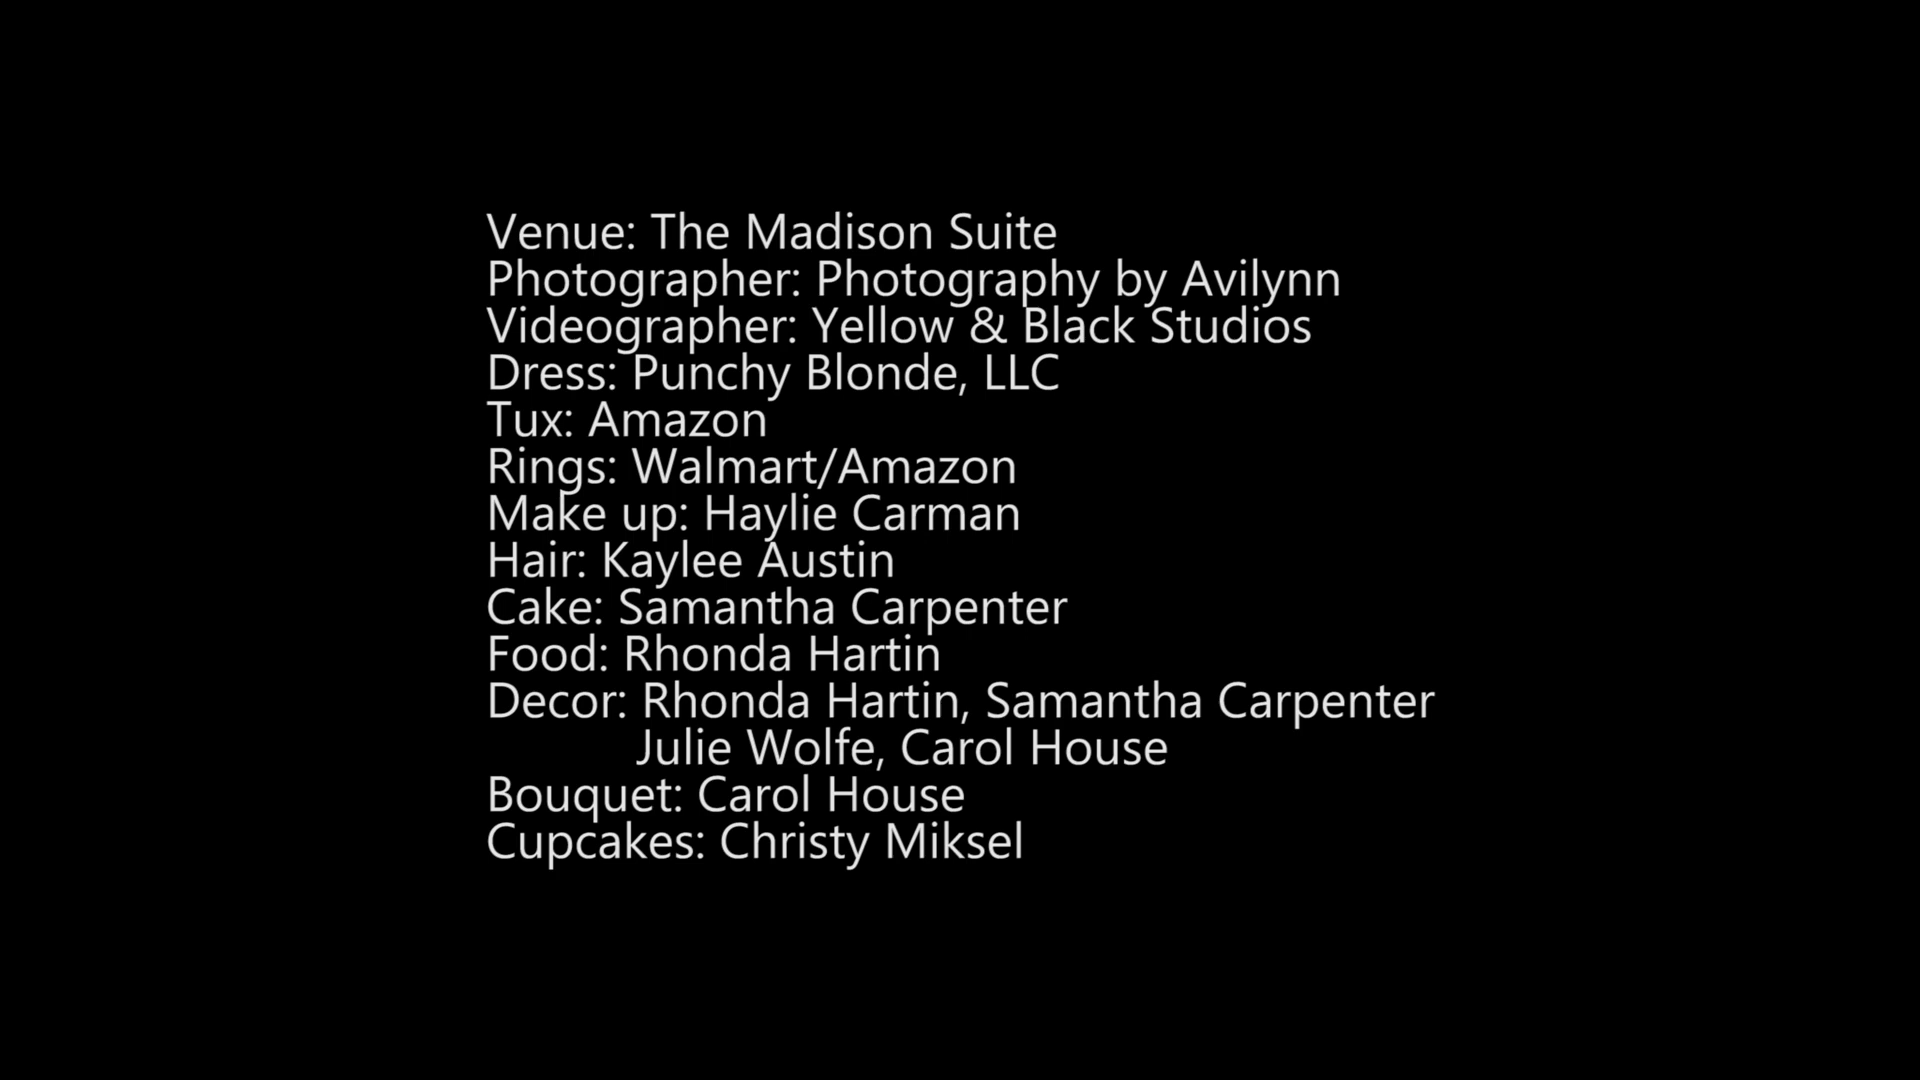 Venue: The Madison Suite
Photographer: Photography by Avilynn
Videographer: Yellow & Black Studios
Dress: Punchy Blonde, LLC
Tux: Amazon
Rings: Walmart/Amazon
Make up: Haylie Carman
Hair: Kaylee Austin
Cake: Samantha Carpenter
Food: Rhonda Hartin
Decor: Rhonda Hartin, Samantha Carpenter
Julie Wolfe, Carol House
Bouquet: Carol House
Cupcakes: Christy Miksel